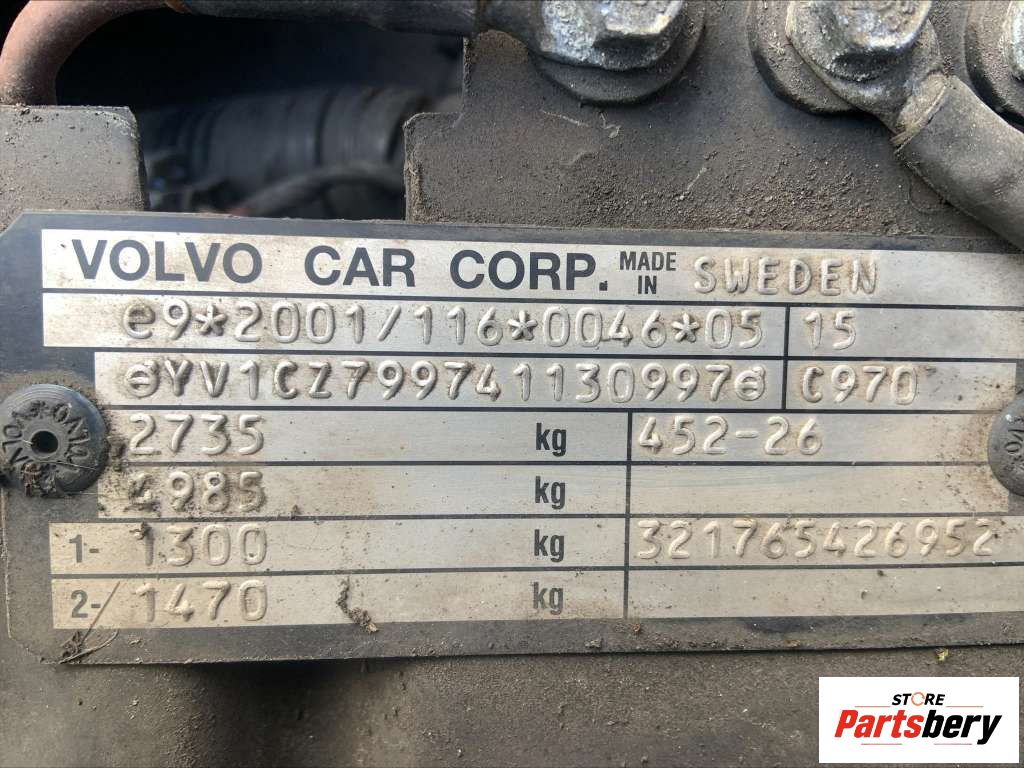 VOLVO CAR CORP. MADE IN SWEDEN
e9*2001/116*0046*05 15
YV1CZ799741130997 C970
2735 kg 452-26
4985 kg
1- 1300 kg 321765426952
2- 1470 kg
STORE
Partsbery